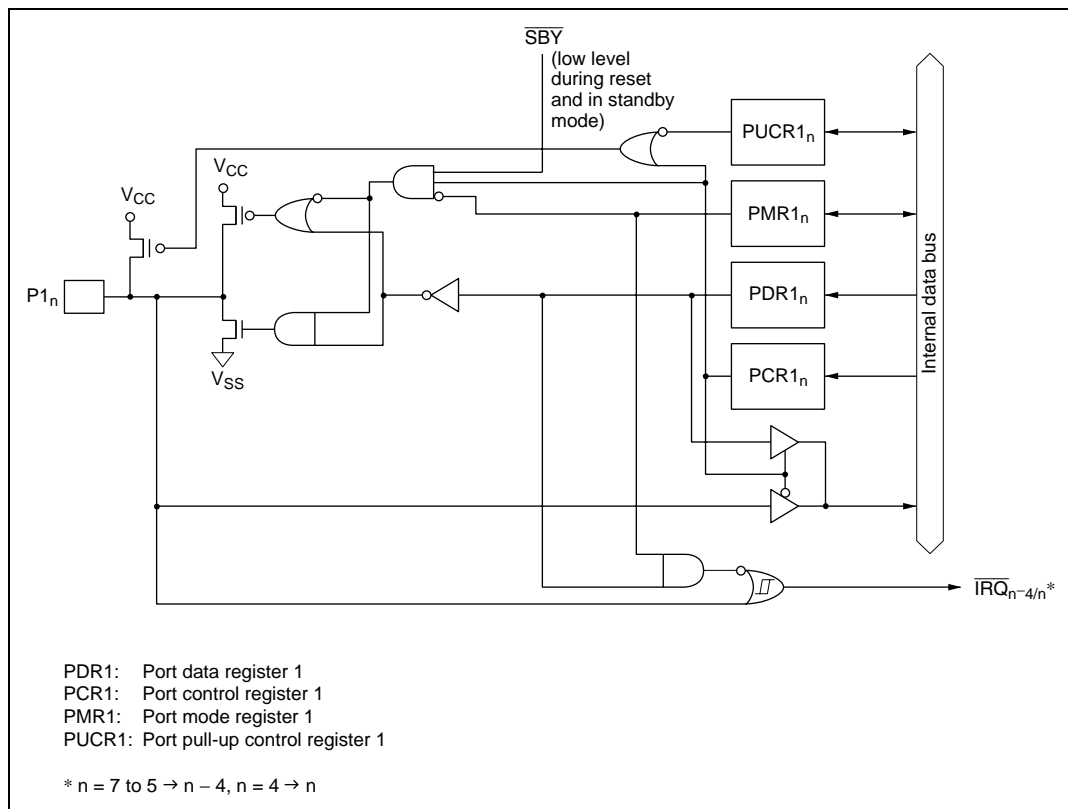 SBY
(low level
during reset
and in standby
mode)
PUCR1n
VCC
VCC
PMR1n
P1n
PDR1n
Internal data bus
VSS
PCR1n
IRQn–4/n*
PDR1: Port data register 1
PCR1: Port control register 1
PMR1: Port mode register 1
PUCR1: Port pull-up control register 1
* n = 7 to 5 → n – 4, n = 4 → n